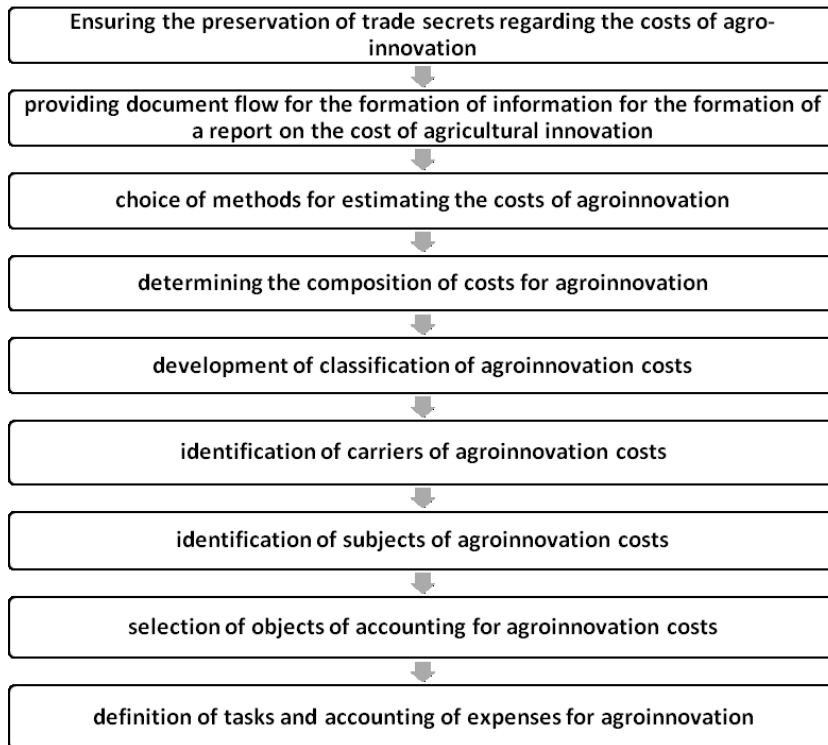 Ensuring the preservation of trade secrets regarding the costs of agro-
innovation
providing document flow for the formation of information for the formation of
a report on the cost of agricultural innovation
choice of methods for estimating the costs of agroinnovation
determining the composition of costs for agroinnovation
development of classification of agroinnovation costs
identification of carriers of agroinnovation costs
identification of subjects of agroinnovation costs
selection of objects of accounting for agroinnovation costs
definition of tasks and accounting of expenses for agroinnovation